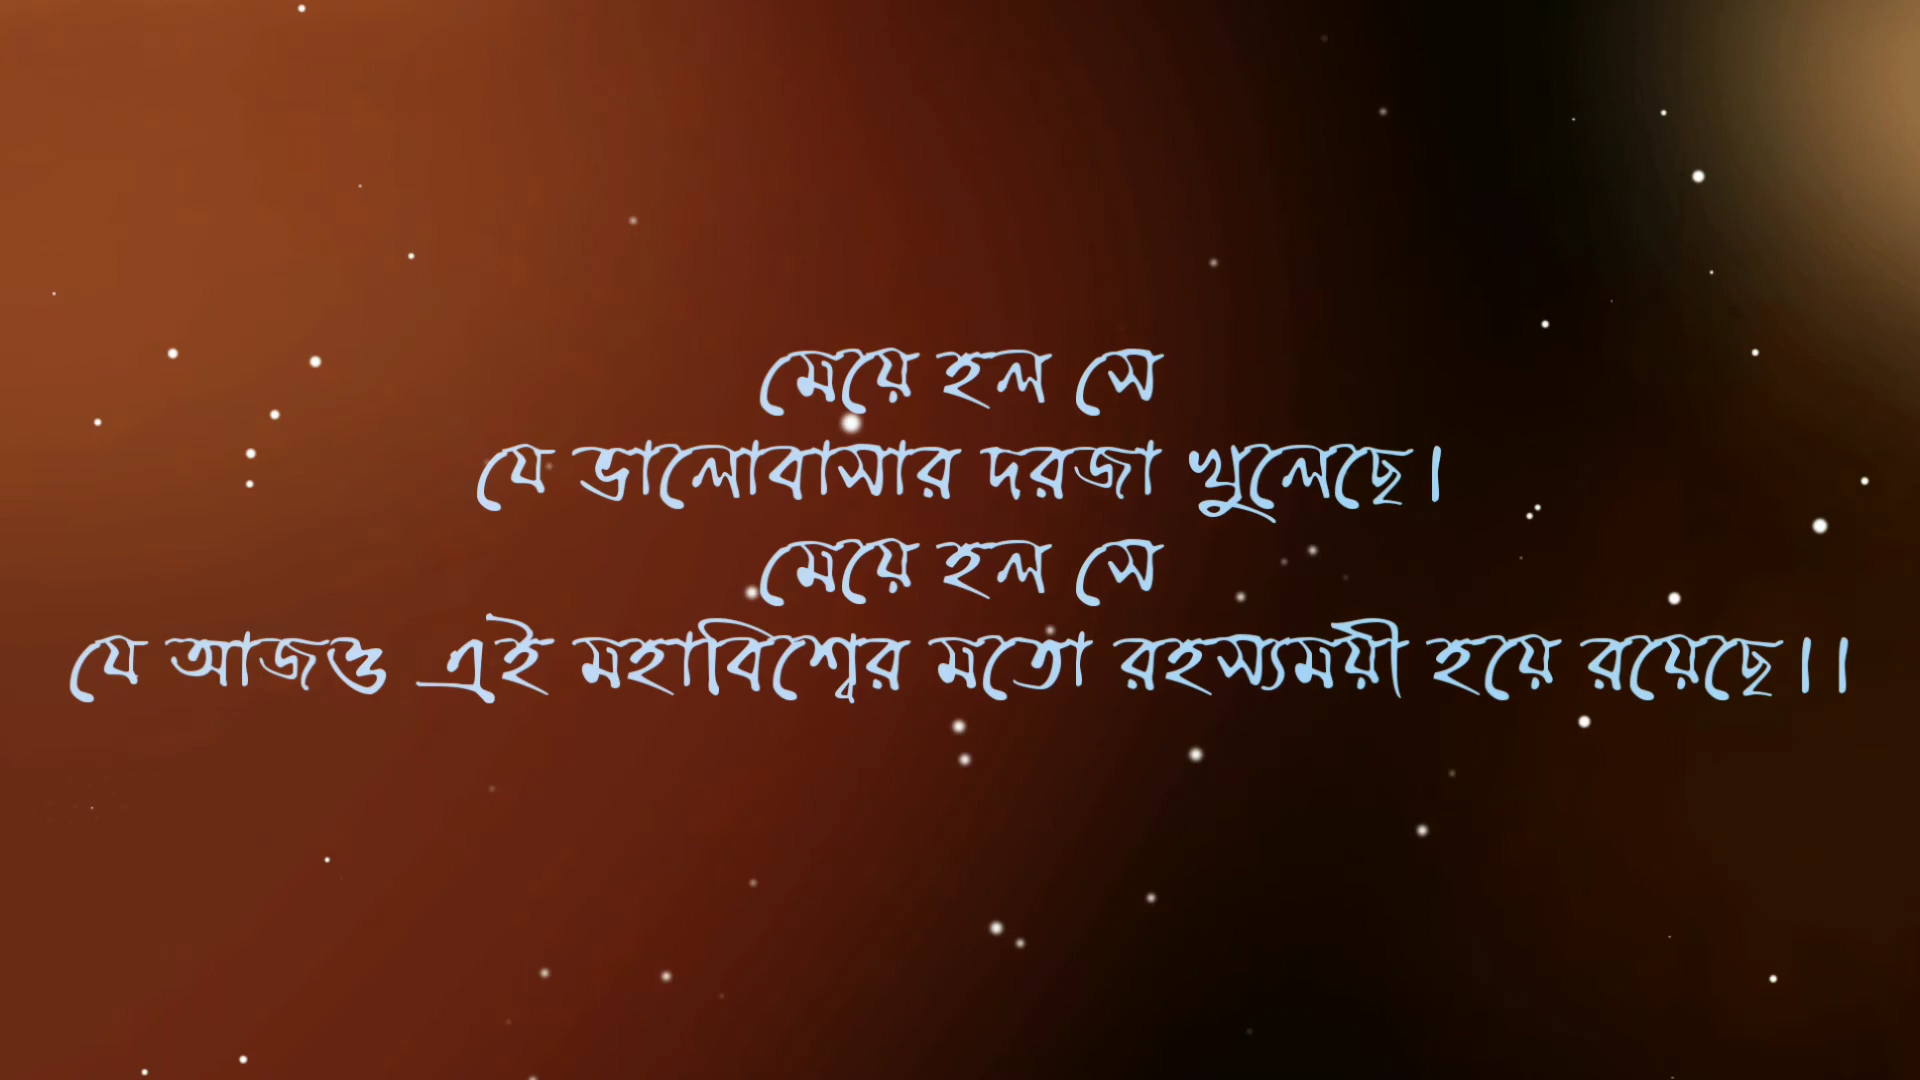 মেয়ে হল সে
যে ভালোবাসার দরজা খুলেছে।
মেয়ে হল সে
যে আজও এই মহাবিশ্বের মতো রহস্যময়ী হয়ে রয়েছে।।